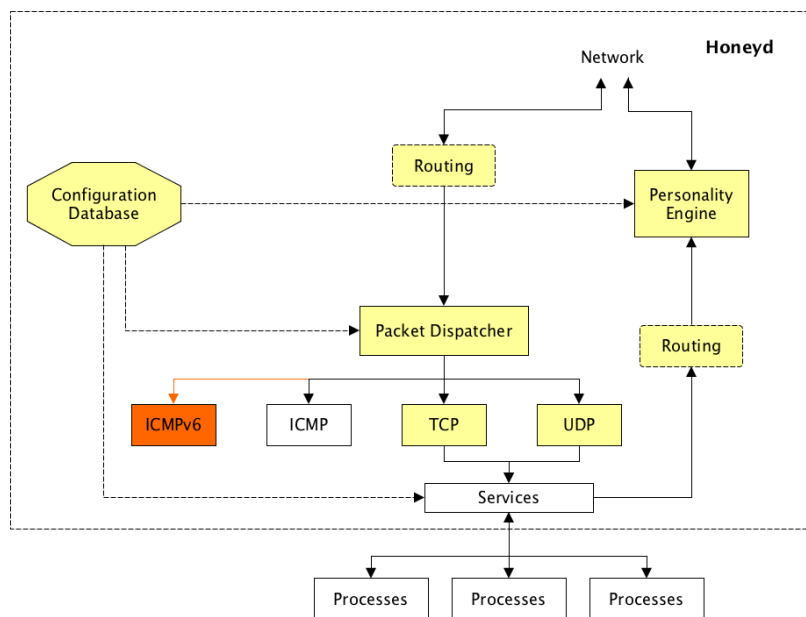 Honeyd
Network
Routing
Configuration
Database
Personality
Engine
Packet Dispatcher
Routing
ICMPv6
ICMP
TCP
UDP
Services
Processes
Processes
Processes